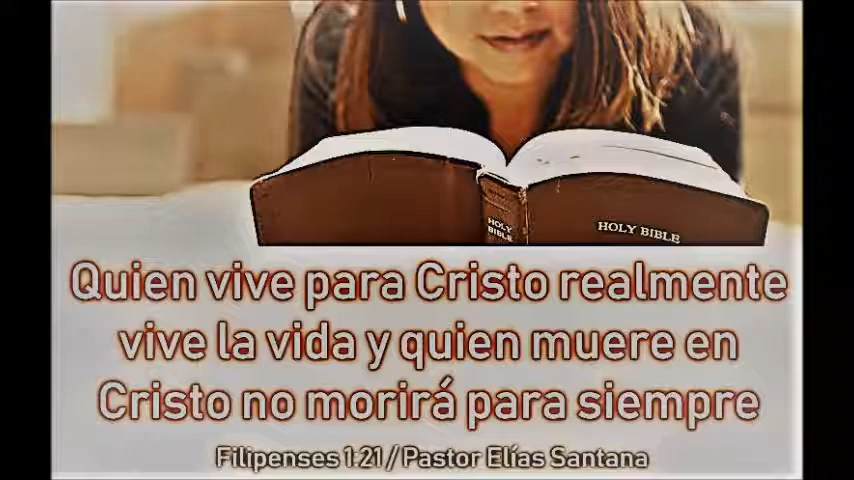 HOLY
BIBLE
HOLY BIBLE
Quien vive para Cristo realmente
vive la vida y quien muere en
Cristo no morirá para siempre
Filipenses 1:21 / Pastor Elías Santana